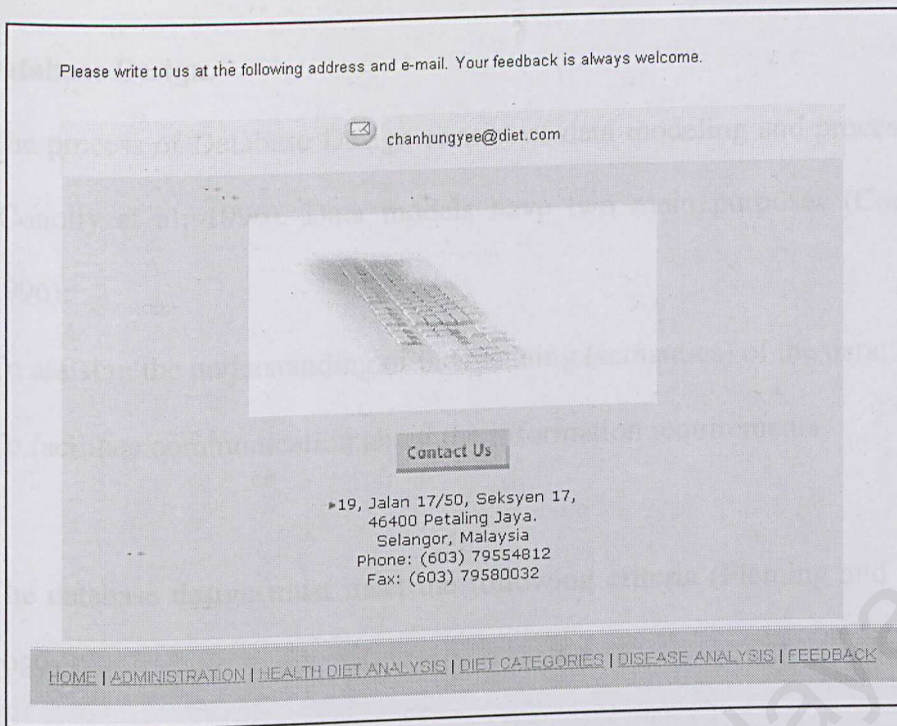 Please write to us at the following address and e-mail. Your feedback is always welcome.
chanhungyee@diet.com
Contact Us
▸19, Jalan 17/50, Seksyen 17,
46400 Petaling Jaya.
Selangor, Malaysia
Phone: (603) 79554812
Fax: (603) 79580032
HOME | ADMINISTRATION | HEALTH DIET ANALYSIS | DIET CATEGORIES | DISEASE ANALYSIS | FEEDBACK